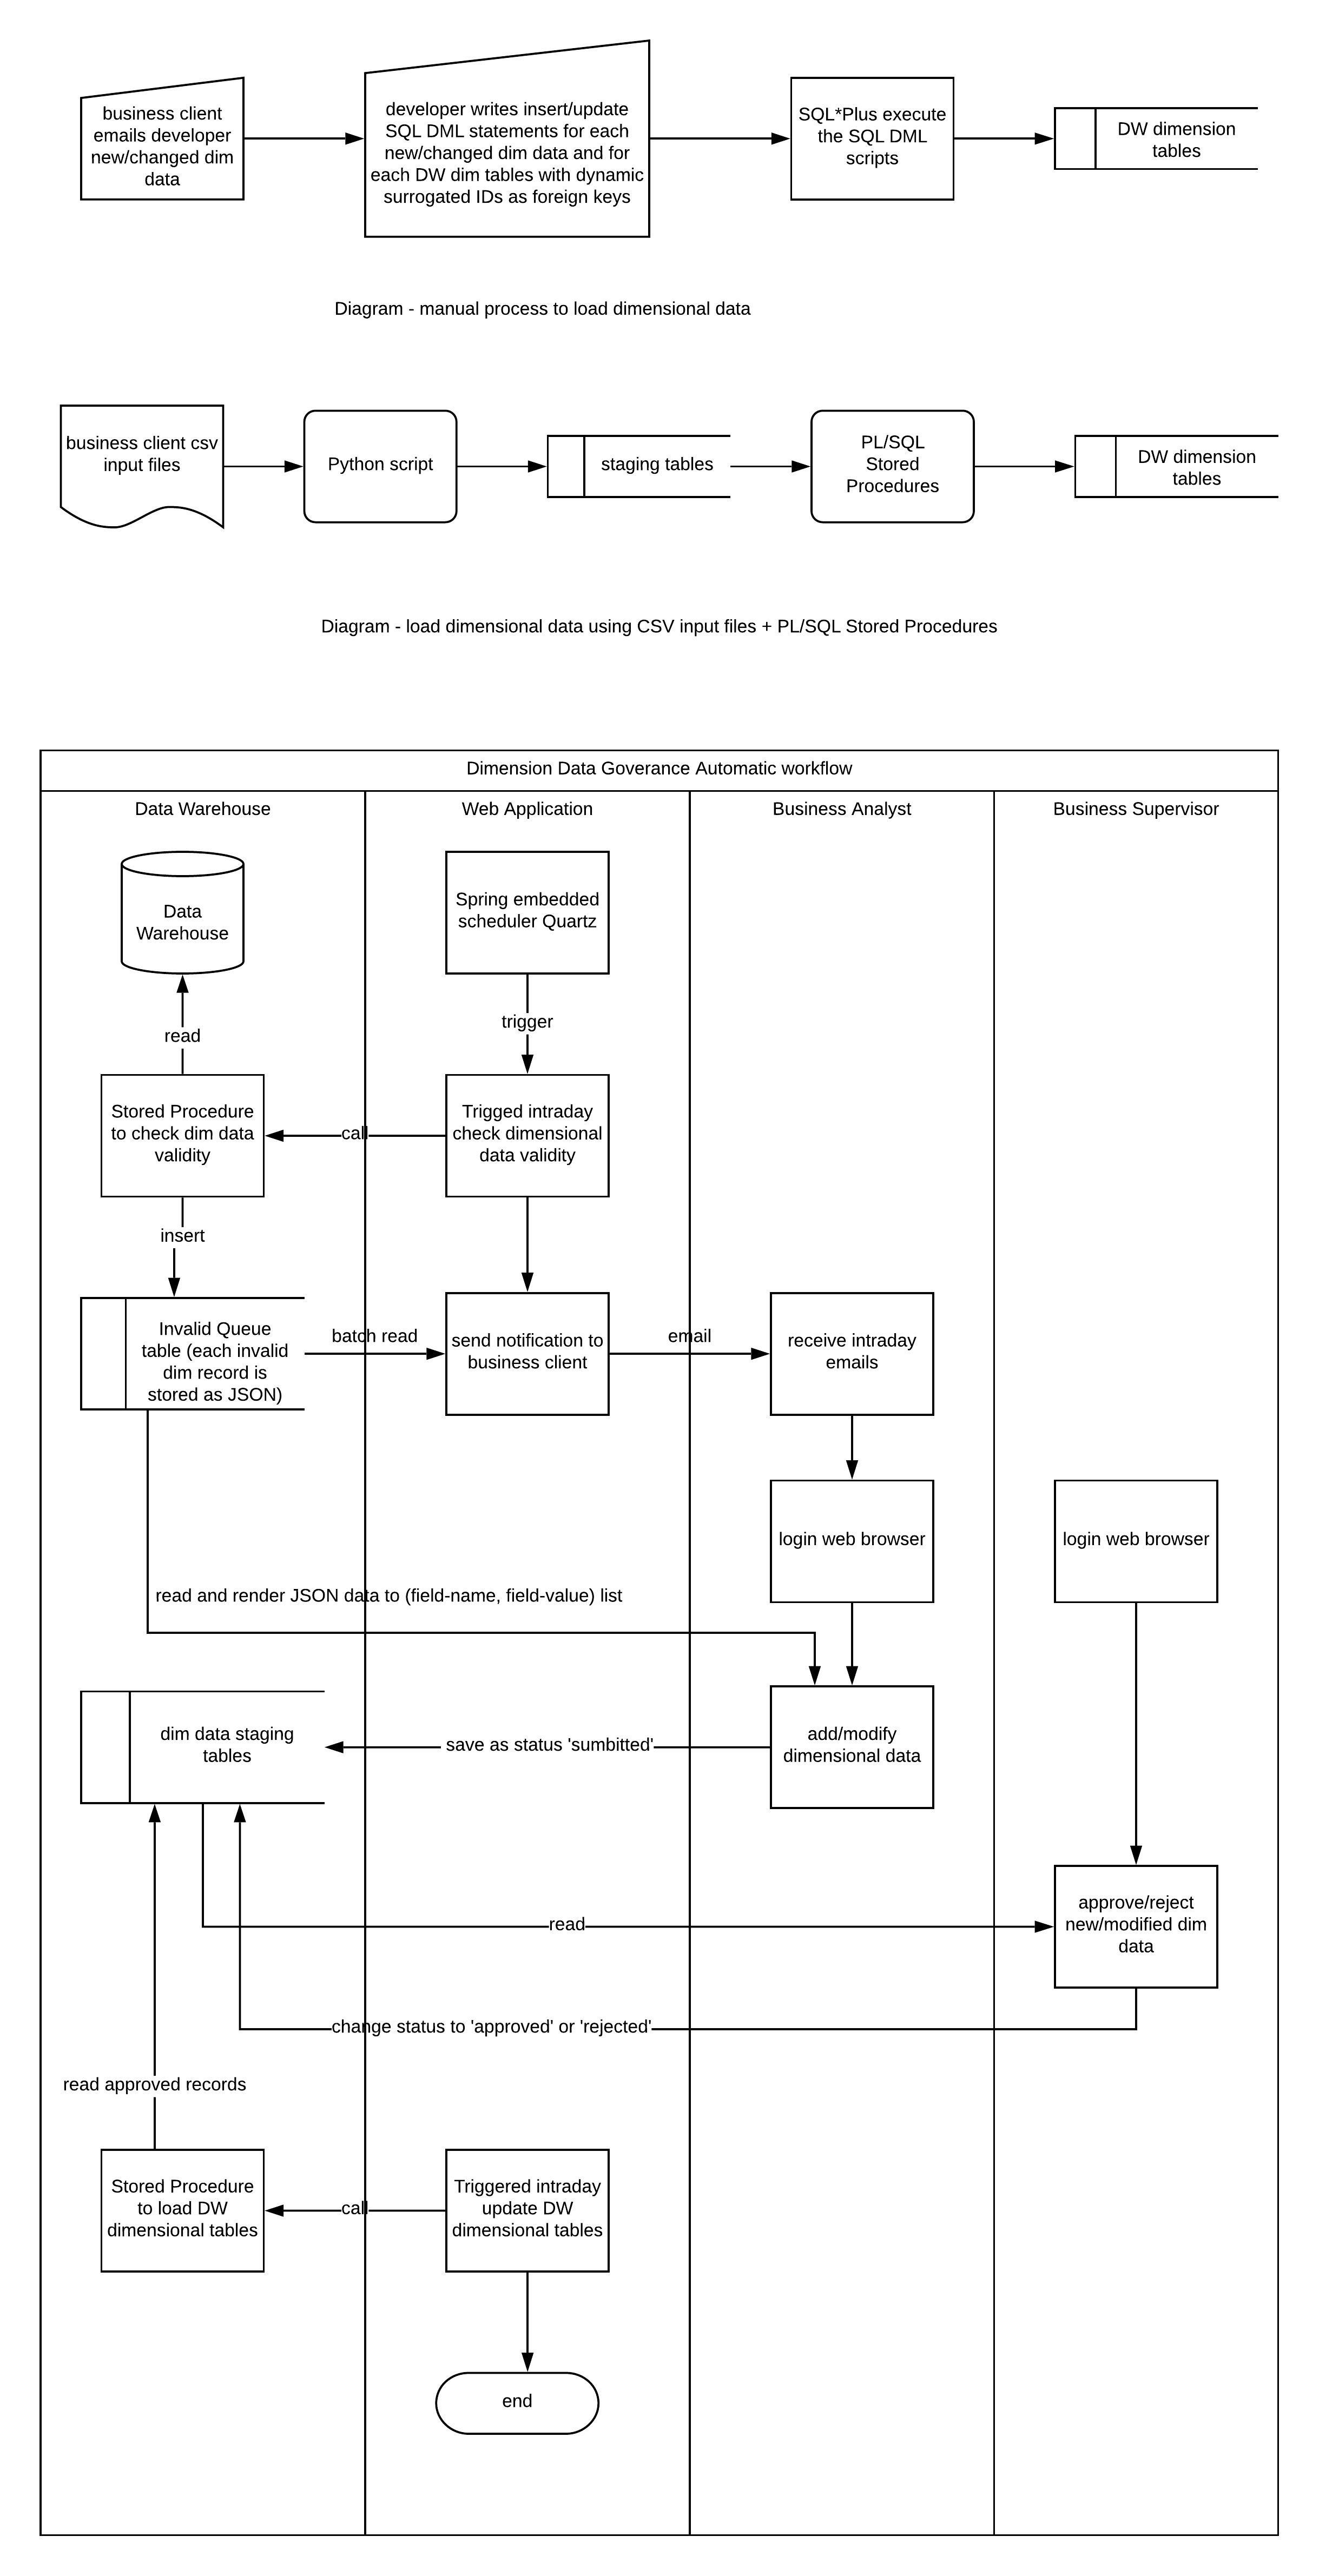 business client
emails developer
new/changed dim
data
developer writes insert/update
SQL DML statements for each
new/changed dim data and for
each DW dim tables with dynamic
surrogated IDs as foreign keys
SQL*Plus execute
the SQL DML
scripts
DW dimension
tables
Diagram - manual process to load dimensional data
business client csv
input files
Python script
staging tables
PL/SQL
Stored
Procedures
DW dimension
tables
Diagram - load dimensional data using CSV input files + PL/SQL Stored Procedures
Dimension Data Goverance Automatic workflow
Data Warehouse
Web Application
Business Analyst
Business Supervisor
Data
Warehouse
Spring embedded
scheduler Quartz
read
trigger
Stored Procedure
to check dim data
validity
call
Trigged intraday
check dimensional
data validity
insert
Invalid Queue
table (each invalid
dim record is
stored as JSON)
batch read
send notification to
business client
email
receive intraday
emails
login web browser
login web browser
read and render JSON data to (field-name, field-value) list
dim data staging
tables
save as status 'sumbitted'
add/modify
dimensional data
approve/reject
new/modified dim
data
read
change status to 'approved' or 'rejected'
read approved records
Stored Procedure
to load DW
dimensional tables
call
Triggered intraday
update DW
dimensional tables
end